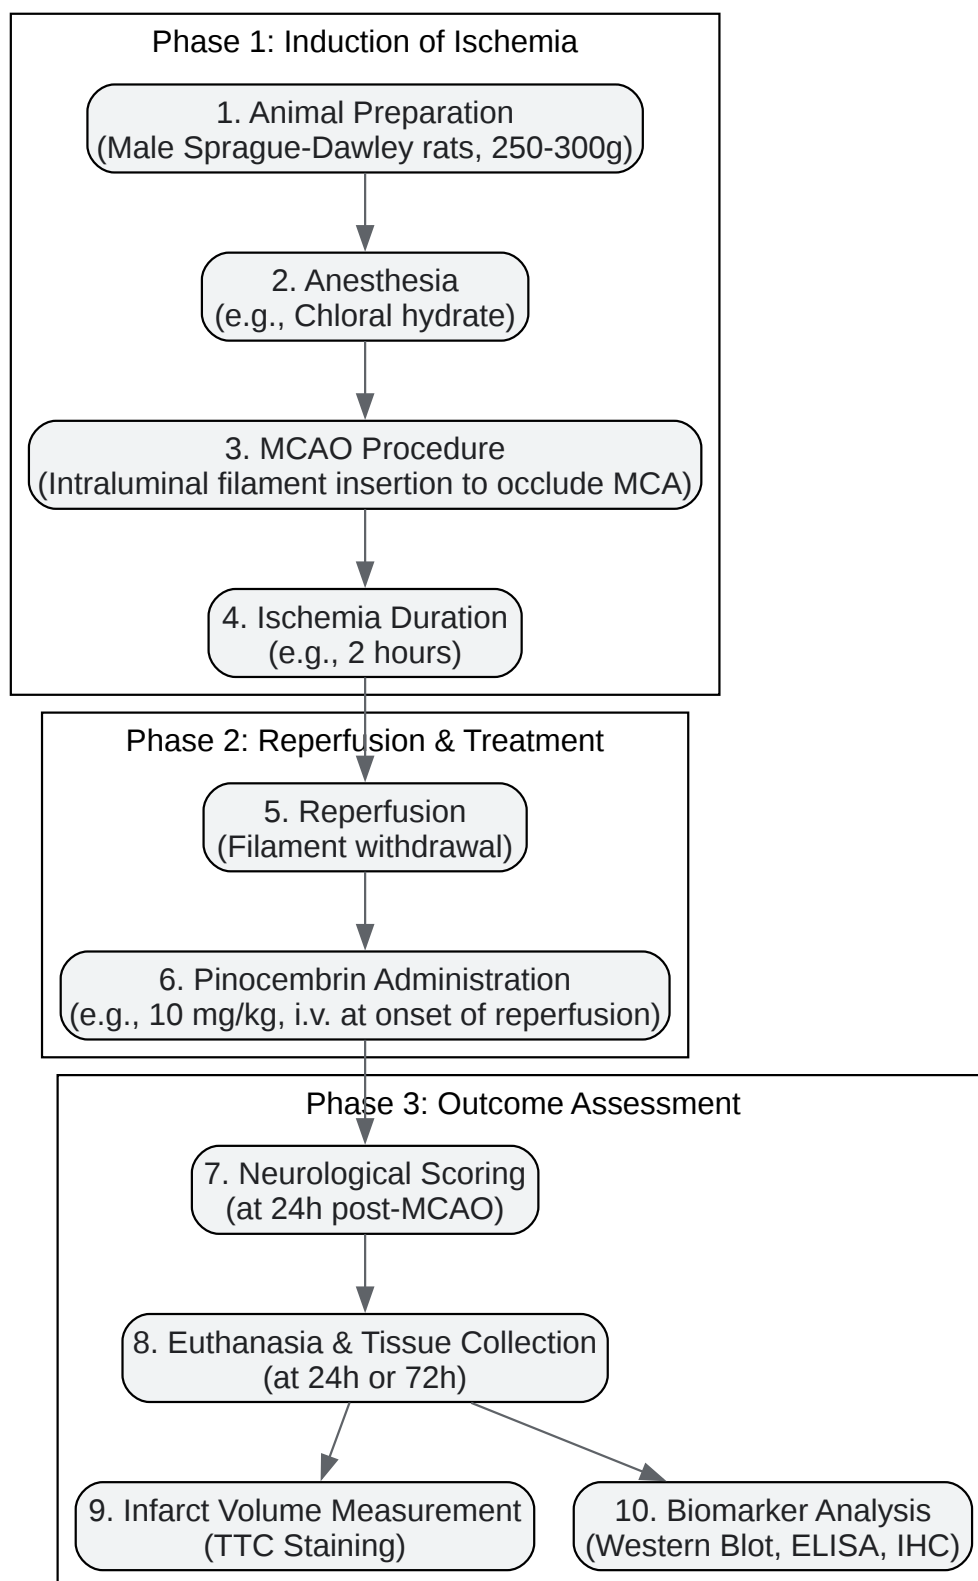 Phase 1: Induction of Ischemia
1. Animal Preparation
(Male Sprague-Dawley rats, 250-300g)
2. Anesthesia
(e.g., Chloral hydrate)
3. MCAO Procedure
(Intraluminal filament insertion to occlude MCA)
4. Ischemia Duration
(e.g., 2 hours)
Phase 2: Reperfusion & Treatment
5. Reperfusion
(Filament withdrawal)
6. Pinocembrin Administration
(e.g., 10 mg/kg, i.v. at onset of reperfusion)
Phase 3: Outcome Assessment
7. Neurological Scoring
(at 24h post-MCAO)
8. Euthanasia & Tissue Collection
(at 24h or 72h)
9. Infarct Volume Measurement
(TTC Staining)
10. Biomarker Analysis
(Western Blot, ELISA, IHC)